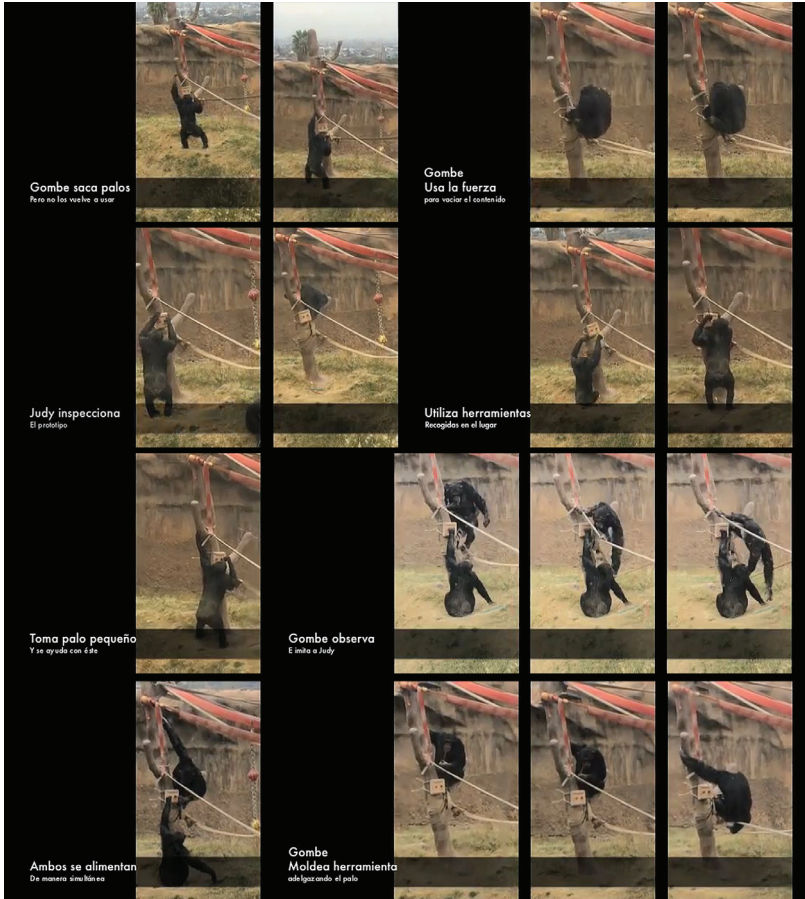 Gombe saca palos
Pero no los vuelve a usar
Gombe
Usa la fuerza
para vaciar el contenido
Judy inspecciona
El prototipo
Utiliza herramientas
Recogidas en el lugar
Toma palo pequeño
Y se ayuda con éste
Gombe observa
E imita a Judy
Ambos se alimentan
De manera simultánea
Gombe
Moldea herramienta
adelgazando el palo